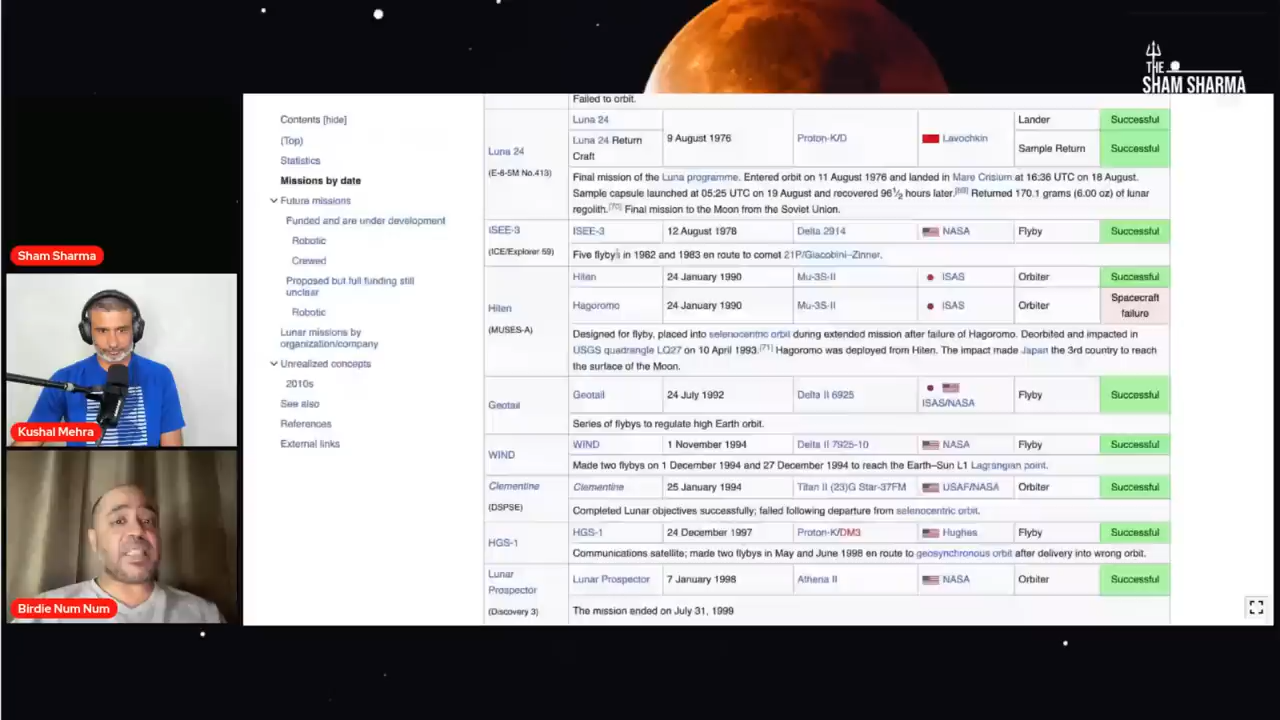 THE
SHAM SHARMA
Sham Sharma
Kushal Mehra
Birdie Num Num
Contents [hide]
(Top)
Statistics
Missions by date
Future missions
Funded and are under development
Robotic
Crewed
Proposed but full funding still
unclear
Robotic
Lunar missions by
organization/company
Unrealized concepts
2010s
See also
References
External links
Failed to orbit.
Luna 24
(E-8-5M No.413)
Luna 24
9 August 1976
Proton-K/D
Lavochkin
Lander
Successful
Luna 24 Return
Craft
Sample Return
Successful
Final mission of the Luna programme. Entered orbit on 11 August 1976 and landed in Mare Crisium at 16:36 UTC on 18 August.
Sample capsule launched at 05:25 UTC on 19 August and recovered 96½ hours later.[69] Returned 170.1 grams (6.00 oz) of lunar
regolith.[70] Final mission to the Moon from the Soviet Union.
ISEE-3
(ICE/Explorer 59)
ISEE-3
12 August 1978
Delta 2914
NASA
Flyby
Successful
Five flybys in 1982 and 1983 en route to comet 21P/Giacobini–Zinner.
Hiten
(MUSES-A)
Hiten
24 January 1990
Mu-3S-II
ISAS
Orbiter
Successful
Hagoromo
24 January 1990
Mu-3S-II
ISAS
Orbiter
Spacecraft
failure
Designed for flyby, placed into selenocentric orbit during extended mission after failure of Hagoromo. Deorbited and impacted in
USGS quadrangle LQ27 on 10 April 1993.[71] Hagoromo was deployed from Hiten. The impact made Japan the 3rd country to reach
the surface of the Moon.
Geotail
Geotail
24 July 1992
Delta II 6925
ISAS/NASA
Flyby
Successful
Series of flybys to regulate high Earth orbit.
WIND
WIND
1 November 1994
Delta II 7925-10
NASA
Flyby
Successful
Made two flybys on 1 December 1994 and 27 December 1994 to reach the Earth–Sun L1 Lagrangian point.
Clementine
(DSPSE)
Clementine
25 January 1994
Titan II (23)G Star-37FM
USAF/NASA
Orbiter
Successful
Completed Lunar objectives successfully; failed following departure from selenocentric orbit.
HGS-1
HGS-1
24 December 1997
Proton-K/DM3
Hughes
Flyby
Successful
Communications satellite; made two flybys in May and June 1998 en route to geosynchronous orbit after delivery into wrong orbit.
Lunar
Prospector
(Discovery 3)
Lunar Prospector
7 January 1998
Athena II
NASA
Orbiter
Successful
The mission ended on July 31, 1999